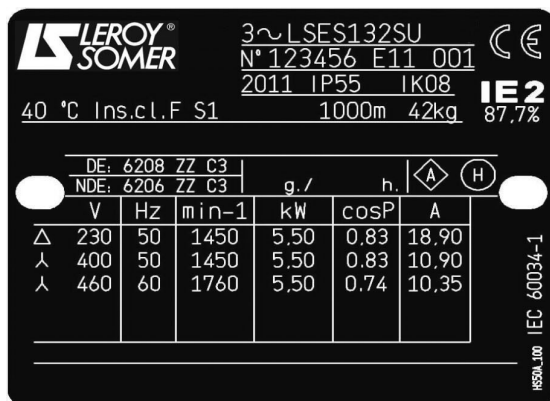 LEROY®
SOMER
3~ LSES132SU
N° 123456 E11 001
2011 IP55 IK08
CE
IE2
40 °C Ins.cl.F S1 1000m 42kg 87,7%
DE: 6208 ZZ C3
NDE: 6206 ZZ C3 g./ h. A H
V Hz min-1 kW cosP A
△ 230 50 1450 5,50 0,83 18,90
⅄ 400 50 1450 5,50 0,83 10,90
⅄ 460 60 1760 5,50 0,74 10,35
IEC 60034-1
HS50A_100